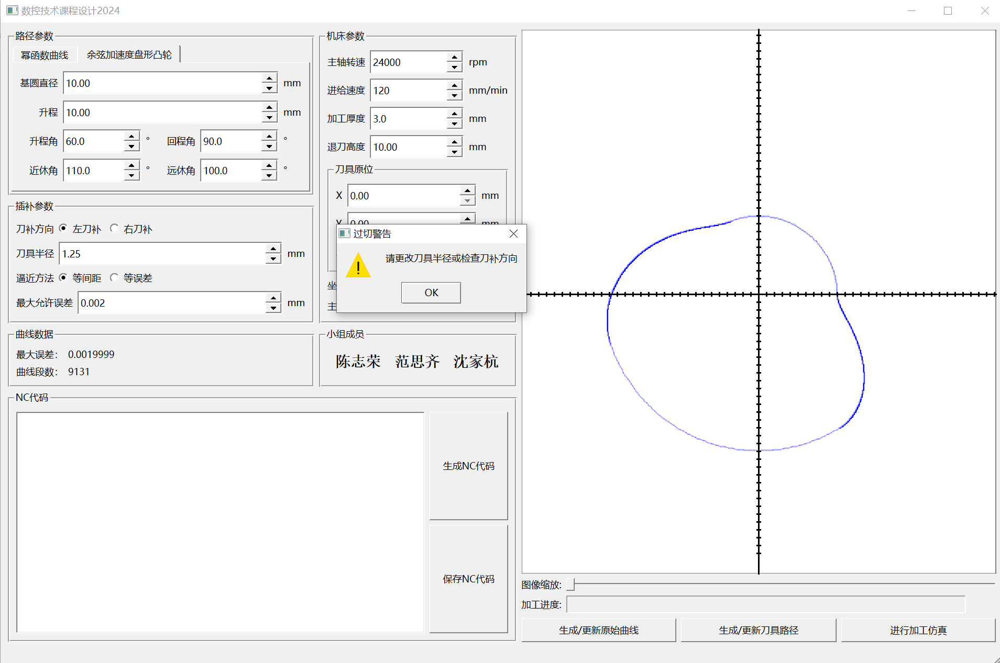 数控技术课程设计2024
路径参数
幂函数曲线 余弦加速度盘形凸轮
基圆直径 10.00 mm
升程 10.00 mm
升程角 60.0 ° 回程角 90.0 °
近休角 110.0 ° 远休角 100.0 °
插补参数
刀补方向 左刀补 右刀补
刀具半径 1.25 mm
逼近方法 等间距 等误差
最大允许误差 0.002 mm
曲线数据
最大误差: 0.0019999
曲线段数: 9131
机床参数
主轴转速 24000 rpm
进给速度 120 mm/min
加工厚度 3.0 mm
退刀高度 10.00 mm
刀具原位
X 0.00 mm
Y 0.00 mm
坐
主
过切警告
请更改刀具半径或检查刀补方向
OK
小组成员
陈志荣 范思齐 沈家杭
NC代码
生成NC代码
保存NC代码
图像缩放:
加工进度:
生成/更新原始曲线 生成/更新刀具路径 进行加工仿真